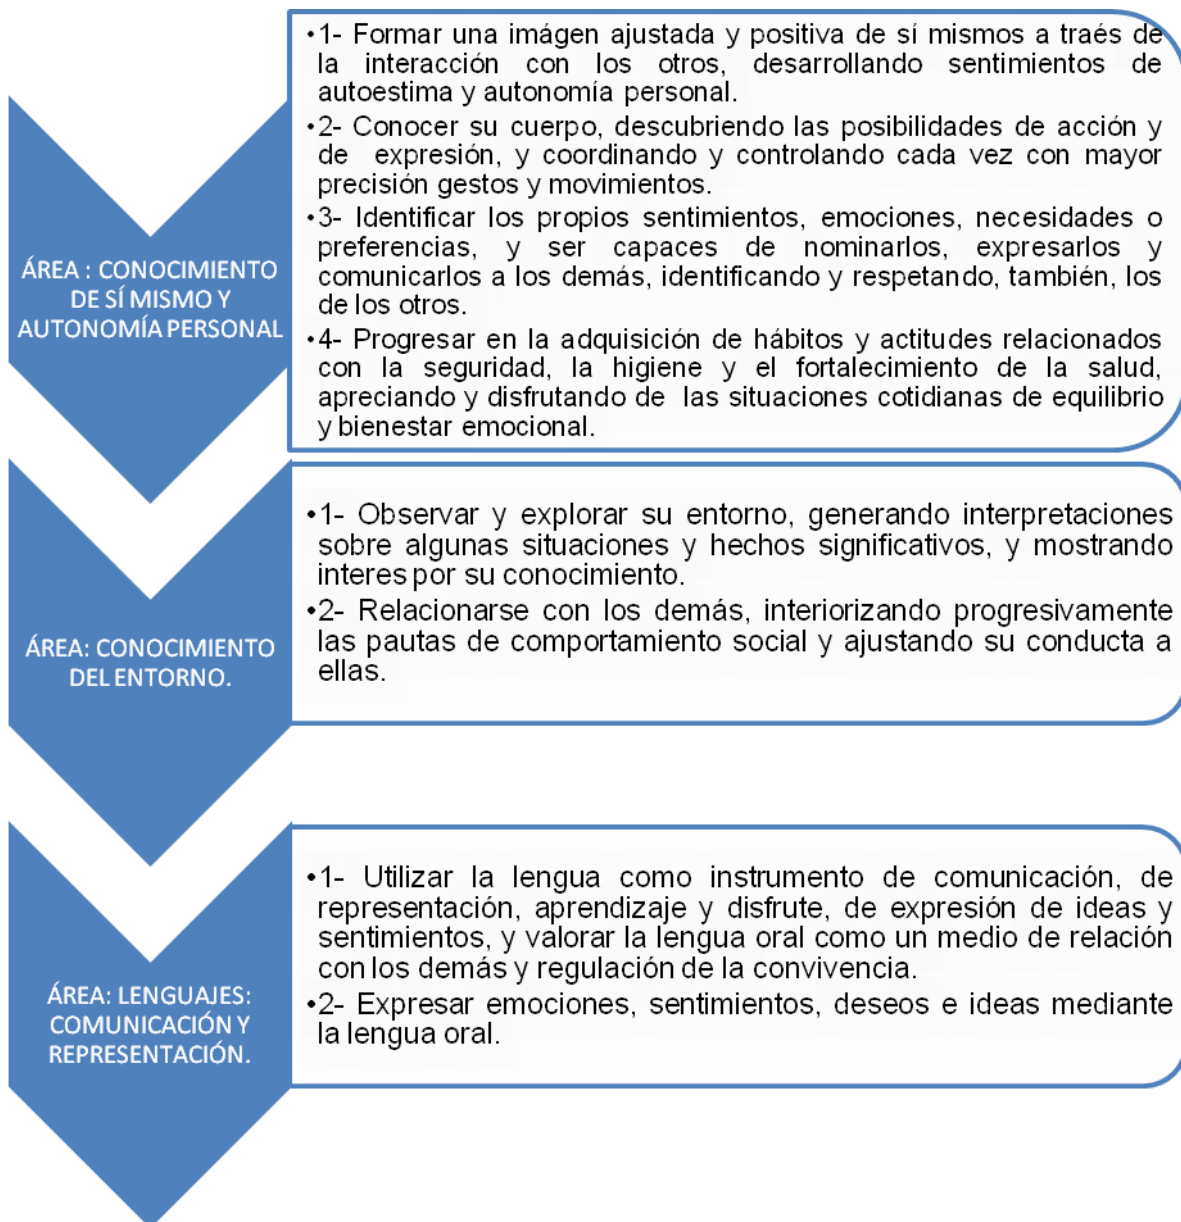 ÁREA : CONOCIMIENTO
DE SÍ MISMO Y
AUTONOMÍA PERSONAL
•1- Formar una imágen ajustada y positiva de sí mismos a traés de
la interacción con los otros, desarrollando sentimientos de
autoestima y autonomía personal.
•2- Conocer su cuerpo, descubriendo las posibilidades de acción y
de expresión, y coordinando y controlando cada vez con mayor
precisión gestos y movimientos.
•3- Identificar los propios sentimientos, emociones, necesidades o
preferencias, y ser capaces de nominarlos, expresarlos y
comunicarlos a los demás, identificando y respetando, también, los
de los otros.
•4- Progresar en la adquisición de hábitos y actitudes relacionados
con la seguridad, la higiene y el fortalecimiento de la salud,
apreciando y disfrutando de las situaciones cotidianas de equilibrio
y bienestar emocional.
ÁREA: CONOCIMIENTO
DEL ENTORNO.
•1- Observar y explorar su entorno, generando interpretaciones
sobre algunas situaciones y hechos significativos, y mostrando
interes por su conocimiento.
•2- Relacionarse con los demás, interiorizando progresivamente
las pautas de comportamiento social y ajustando su conducta a
ellas.
ÁREA: LENGUAJES:
COMUNICACIÓN Y
REPRESENTACIÓN.
•1- Utilizar la lengua como instrumento de comunicación, de
representación, aprendizaje y disfrute, de expresión de ideas y
sentimientos, y valorar la lengua oral como un medio de relación
con los demás y regulación de la convivencia.
•2- Expresar emociones, sentimientos, deseos e ideas mediante
la lengua oral.